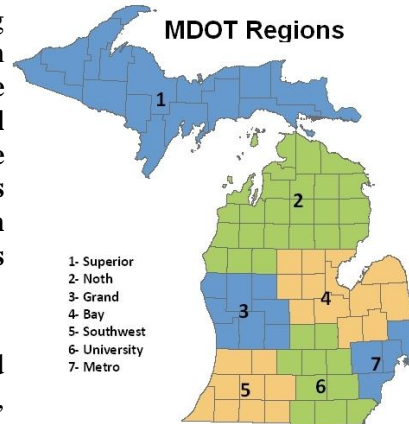 MDOT Regions
1
2
3
4
5
6
7
1- Superior
2- Noth
3- Grand
4- Bay
5- Southwest
6- University
7- Metro